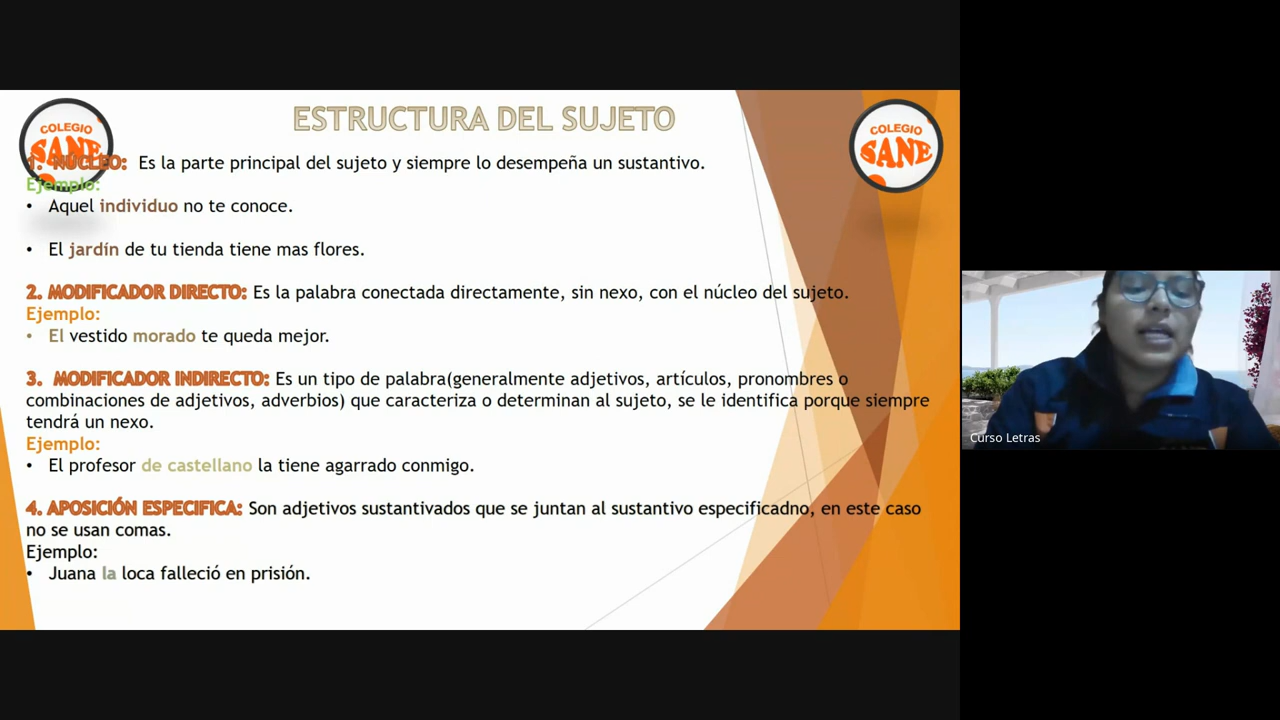 ESTRUCTURA DEL SUJETO
COLEGIO
SANE
COLEGIO
SANE
1. NÚCLEO: Es la parte principal del sujeto y siempre lo desempeña un sustantivo.
Ejemplo:
• Aquel individuo no te conoce.
• El jardín de tu tienda tiene mas flores.
2. MODIFICADOR DIRECTO: Es la palabra conectada directamente, sin nexo, con el núcleo del sujeto.
Ejemplo:
• El vestido morado te queda mejor.
3. MODIFICADOR INDIRECTO: Es un tipo de palabra(generalmente adjetivos, artículos, pronombres o
combinaciones de adjetivos, adverbios) que caracteriza o determinan al sujeto, se le identifica porque siempre
tendrá un nexo.
Ejemplo:
• El profesor de castellano la tiene agarrado conmigo.
4. APOSICIÓN ESPECIFICA: Son adjetivos sustantivados que se juntan al sustantivo especificadno, en este caso
no se usan comas.
Ejemplo:
• Juana la loca falleció en prisión.
Curso Letras